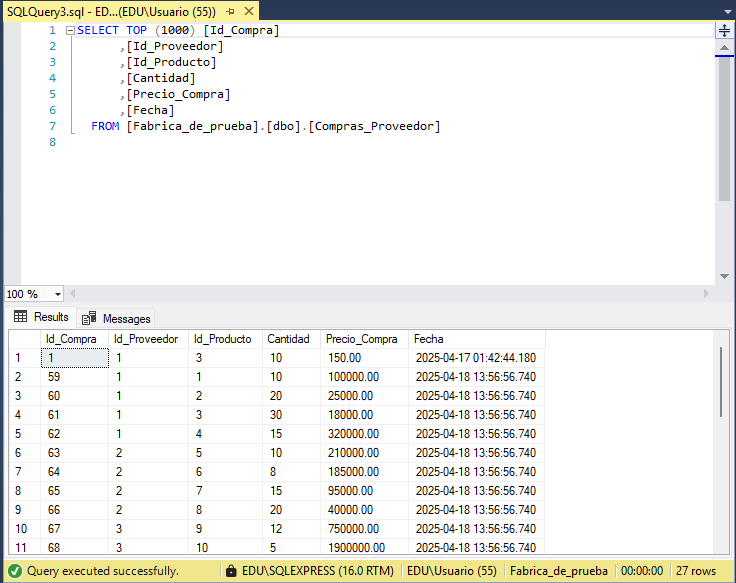 SQLQuery3.sql - ED...(EDU\Usuario (55))
1 SELECT TOP (1000) [Id_Compra]
2 ,[Id_Proveedor]
3 ,[Id_Producto]
4 ,[Cantidad]
5 ,[Precio_Compra]
6 ,[Fecha]
7 FROM [Fabrica_de_prueba].[dbo].[Compras_Proveedor]
8
100 %
Results Messages
Id_Compra Id_Proveedor Id_Producto Cantidad Precio_Compra Fecha
1 1 1 3 10 150.00 2025-04-17 01:42:44.180
2 59 1 1 10 100000.00 2025-04-18 13:56:56.740
3 60 1 2 20 25000.00 2025-04-18 13:56:56.740
4 61 1 3 30 18000.00 2025-04-18 13:56:56.740
5 62 1 4 15 320000.00 2025-04-18 13:56:56.740
6 63 2 5 10 210000.00 2025-04-18 13:56:56.740
7 64 2 6 8 185000.00 2025-04-18 13:56:56.740
8 65 2 7 15 95000.00 2025-04-18 13:56:56.740
9 66 2 8 20 40000.00 2025-04-18 13:56:56.740
10 67 3 9 12 750000.00 2025-04-18 13:56:56.740
11 68 3 10 5 1900000.00 2025-04-18 13:56:56.740
Query executed successfully. EDU\SQLEXPRESS (16.0 RTM) EDU\Usuario (55) Fabrica_de_prueba 00:00:00 27 rows